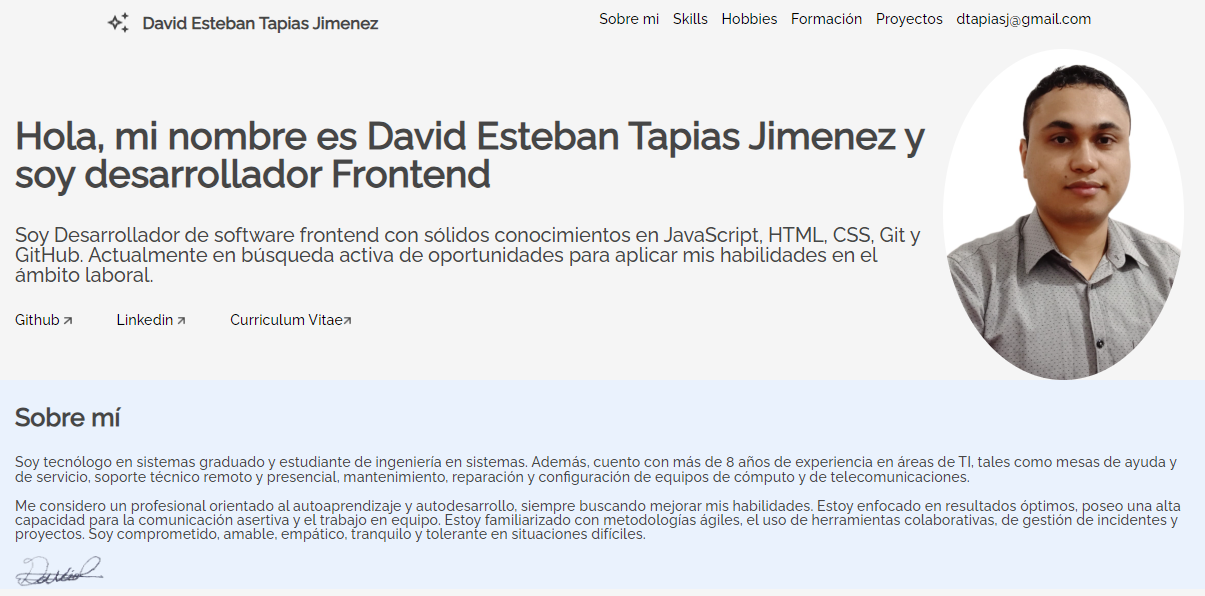 David Esteban Tapias Jimenez
Sobre mi Skills Hobbies Formación Proyectos dtapiasj@gmail.com
Hola, mi nombre es David Esteban Tapias Jimenez y
soy desarrollador Frontend
Soy Desarrollador de software frontend con sólidos conocimientos en JavaScript, HTML, CSS, Git y
GitHub. Actualmente en búsqueda activa de oportunidades para aplicar mis habilidades en el
ámbito laboral.
Github Linkedin Curriculum Vitae
Sobre mí
Soy tecnólogo en sistemas graduado y estudiante de ingeniería en sistemas. Además, cuento con más de 8 años de experiencia en áreas de TI, tales como mesas de ayuda y
de servicio, soporte técnico remoto y presencial, mantenimiento, reparación y configuración de equipos de cómputo y de telecomunicaciones.
Me considero un profesional orientado al autoaprendizaje y autodesarrollo, siempre buscando mejorar mis habilidades. Estoy enfocado en resultados óptimos, poseo una alta
capacidad para la comunicación asertiva y el trabajo en equipo. Estoy familiarizado con metodologías ágiles, el uso de herramientas colaborativas, de gestión de incidentes y
proyectos. Soy comprometido, amable, empático, tranquilo y tolerante en situaciones difíciles.
David